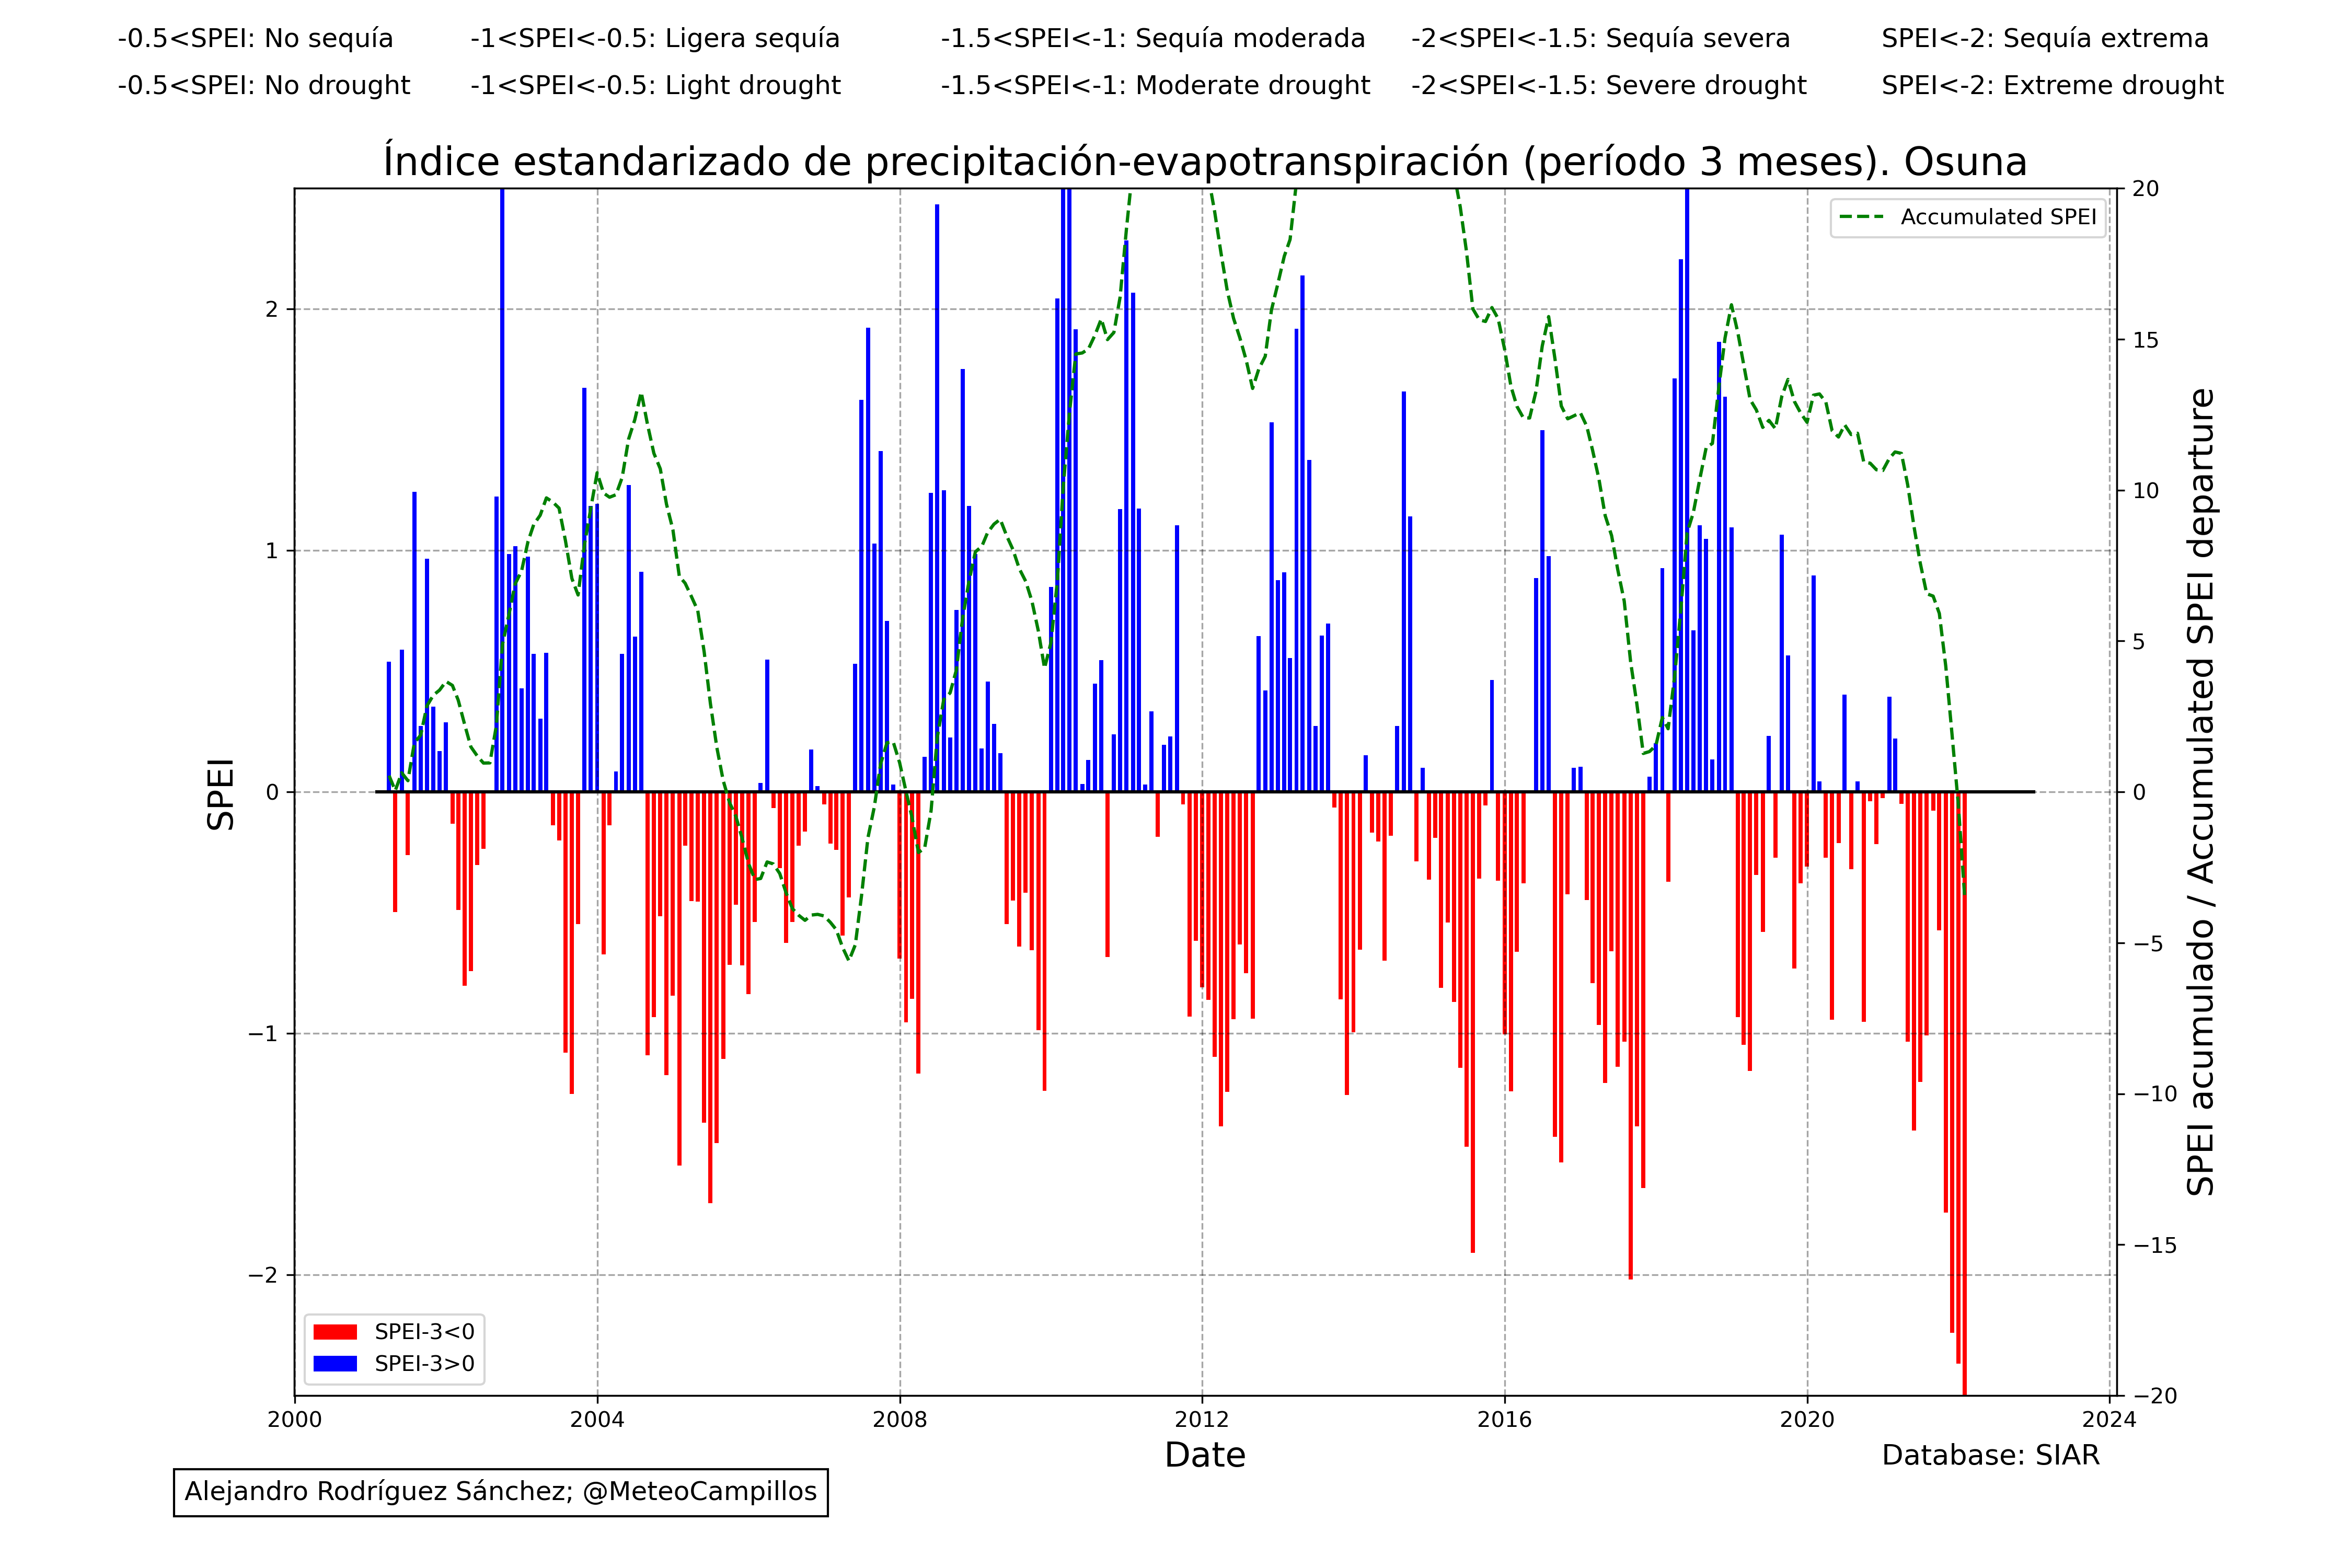 -0.5<SPEI: No sequía -1<SPEI<-0.5: Ligera sequía -1.5<SPEI<-1: Sequía moderada -2<SPEI<-1.5: Sequía severa SPEI<-2: Sequía extrema
-0.5<SPEI: No drought -1<SPEI<-0.5: Light drought -1.5<SPEI<-1: Moderate drought -2<SPEI<-1.5: Severe drought SPEI<-2: Extreme drought
Índice estandarizado de precipitación-evapotranspiración (período 3 meses). Osuna
SPEI
2
1
0
−1
−2
Accumulated SPEI
20
15
10
5
0
−5
−10
−15
−20
SPEI acumulado / Accumulated SPEI departure
SPEI-3<0
SPEI-3>0
2000 2004 2008 2012 2016 2020 2024
Date
Database: SIAR
Alejandro Rodríguez Sánchez; @MeteoCampillos